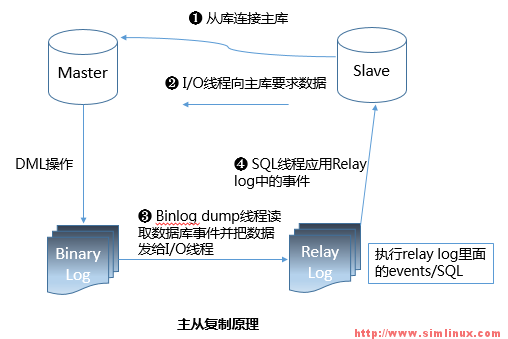 ❶ 从库连接主库
Master
Slave
❷ I/O线程向主库要求数据
DML操作
❹ SQL线程应用Relay
log中的事件
❸ Binlog dump线程读
取数据库事件并把数据
发给I/O线程
Binary
Log
Relay
Log
执行relay log里面
的events/SQL
主从复制原理
http://www.simlinux.com